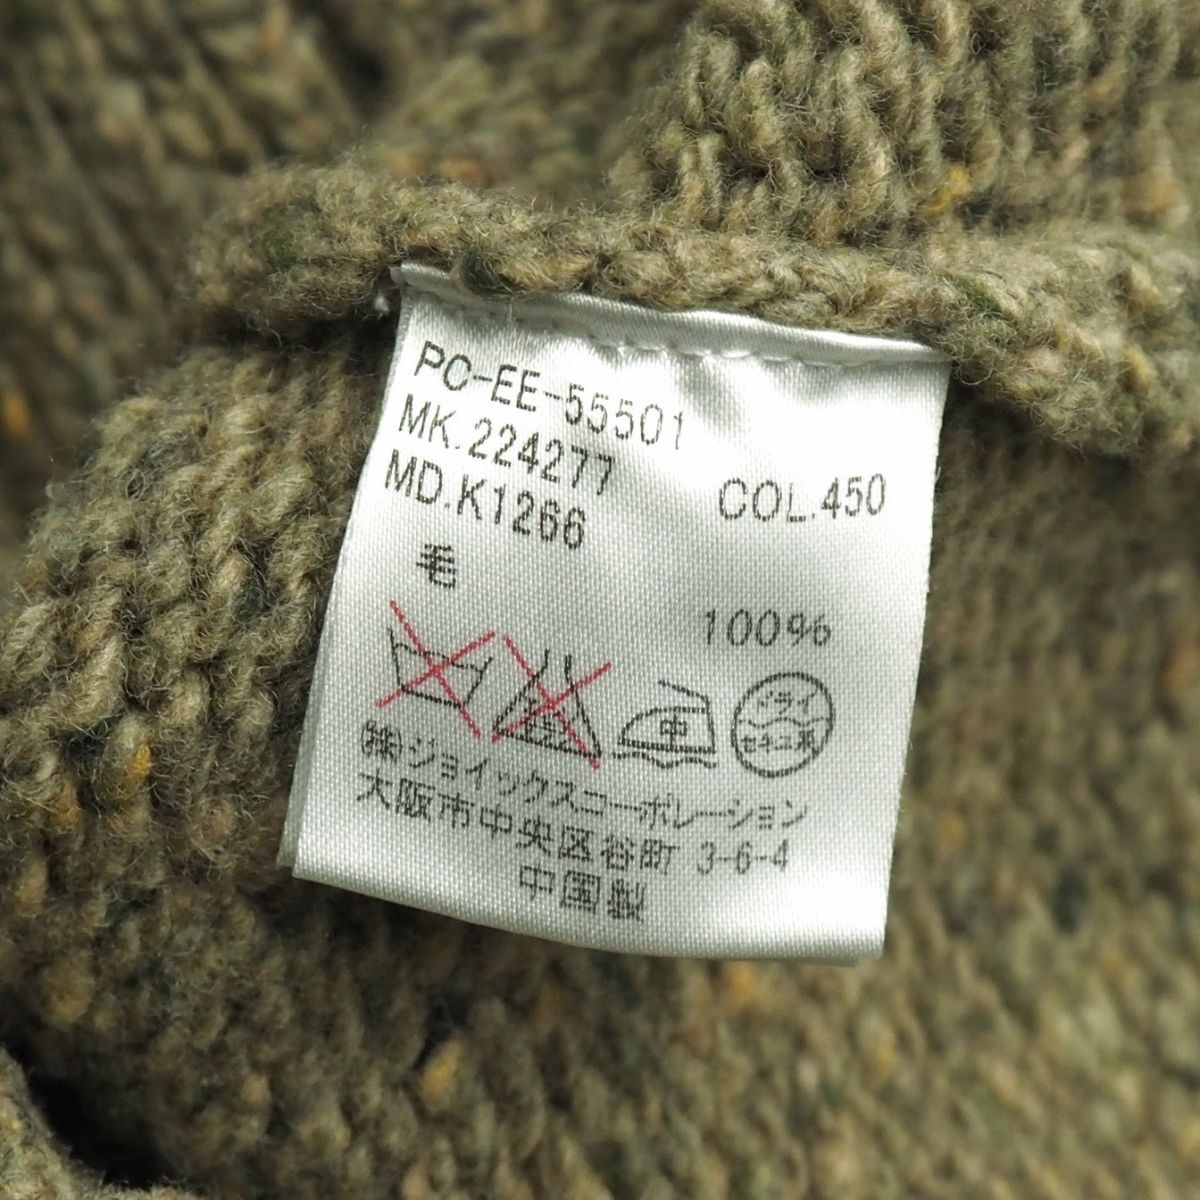 PC-EE-55501
MK.224277
MD.K1266 COL.450
毛 100%
中 ドライ
セキユ系
㈱ジョイックスコーポレーション
大阪市中央区谷町 3-6-4
中国製